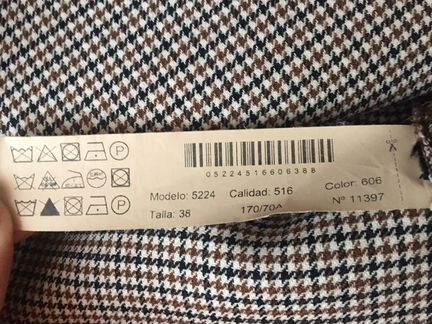 05224516606388
Modelo: 5224 Calidad: 516 Color: 606
Talla: 38 170/70A Nº 11397
P
P